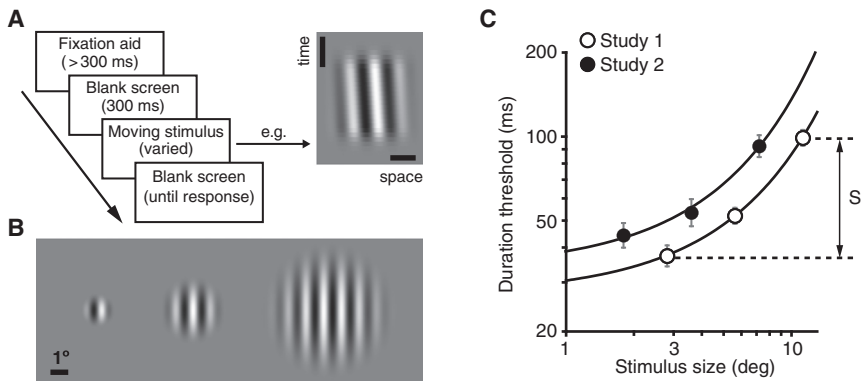 A
Fixation aid
(>300 ms)
Blank screen
(300 ms)
Moving stimulus
(varied)
Blank screen
(until response)
e.g.
time
space
B
1º
C
Study 1
Study 2
Duration threshold (ms)
200
100
50
20
1
3
10
Stimulus size (deg)
S